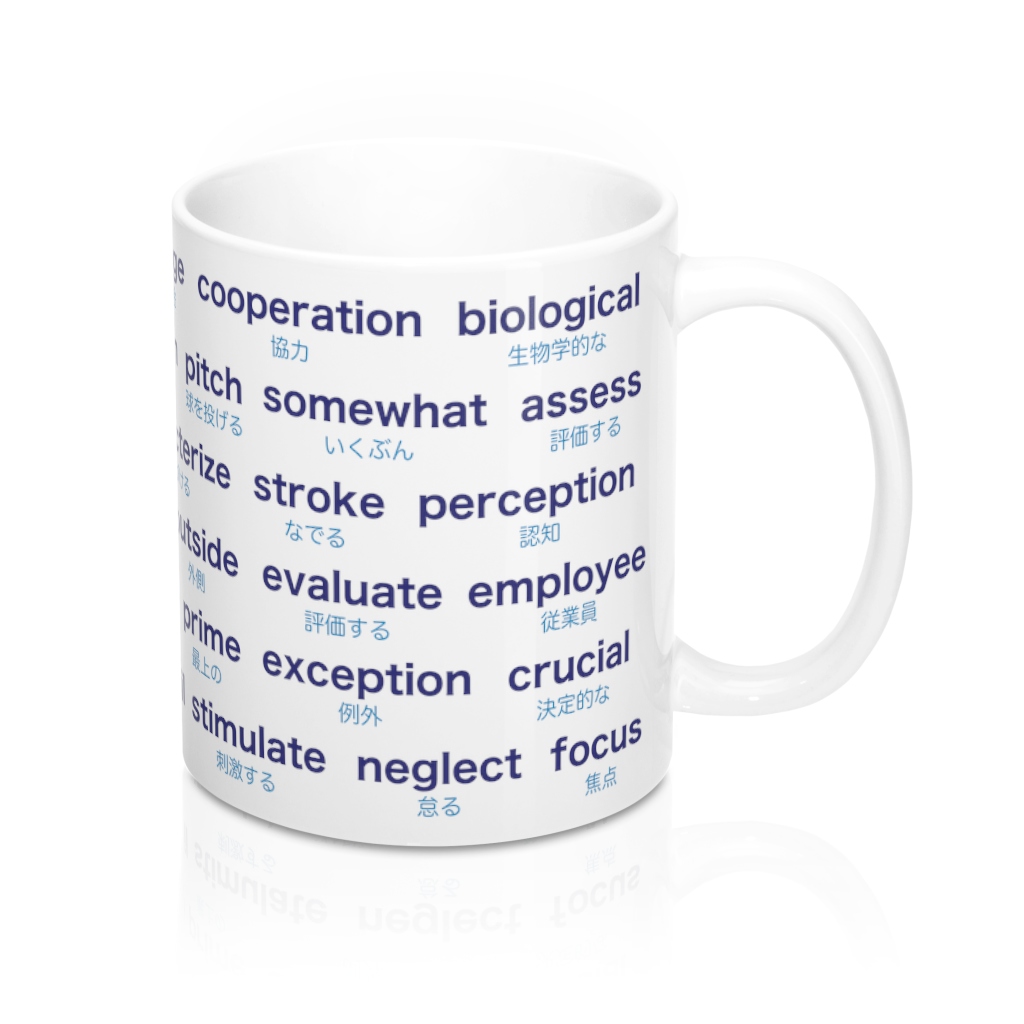 cooperation biological
協力 生物学的な
pitch somewhat assess
球を投げる いくぶん 評価する
stroke perception
なでる 認知
outside evaluate employee
外側 評価する 従業員
prime exception crucial
最上の 例外 決定的な
stimulate neglect focus
刺激する 怠る 焦点